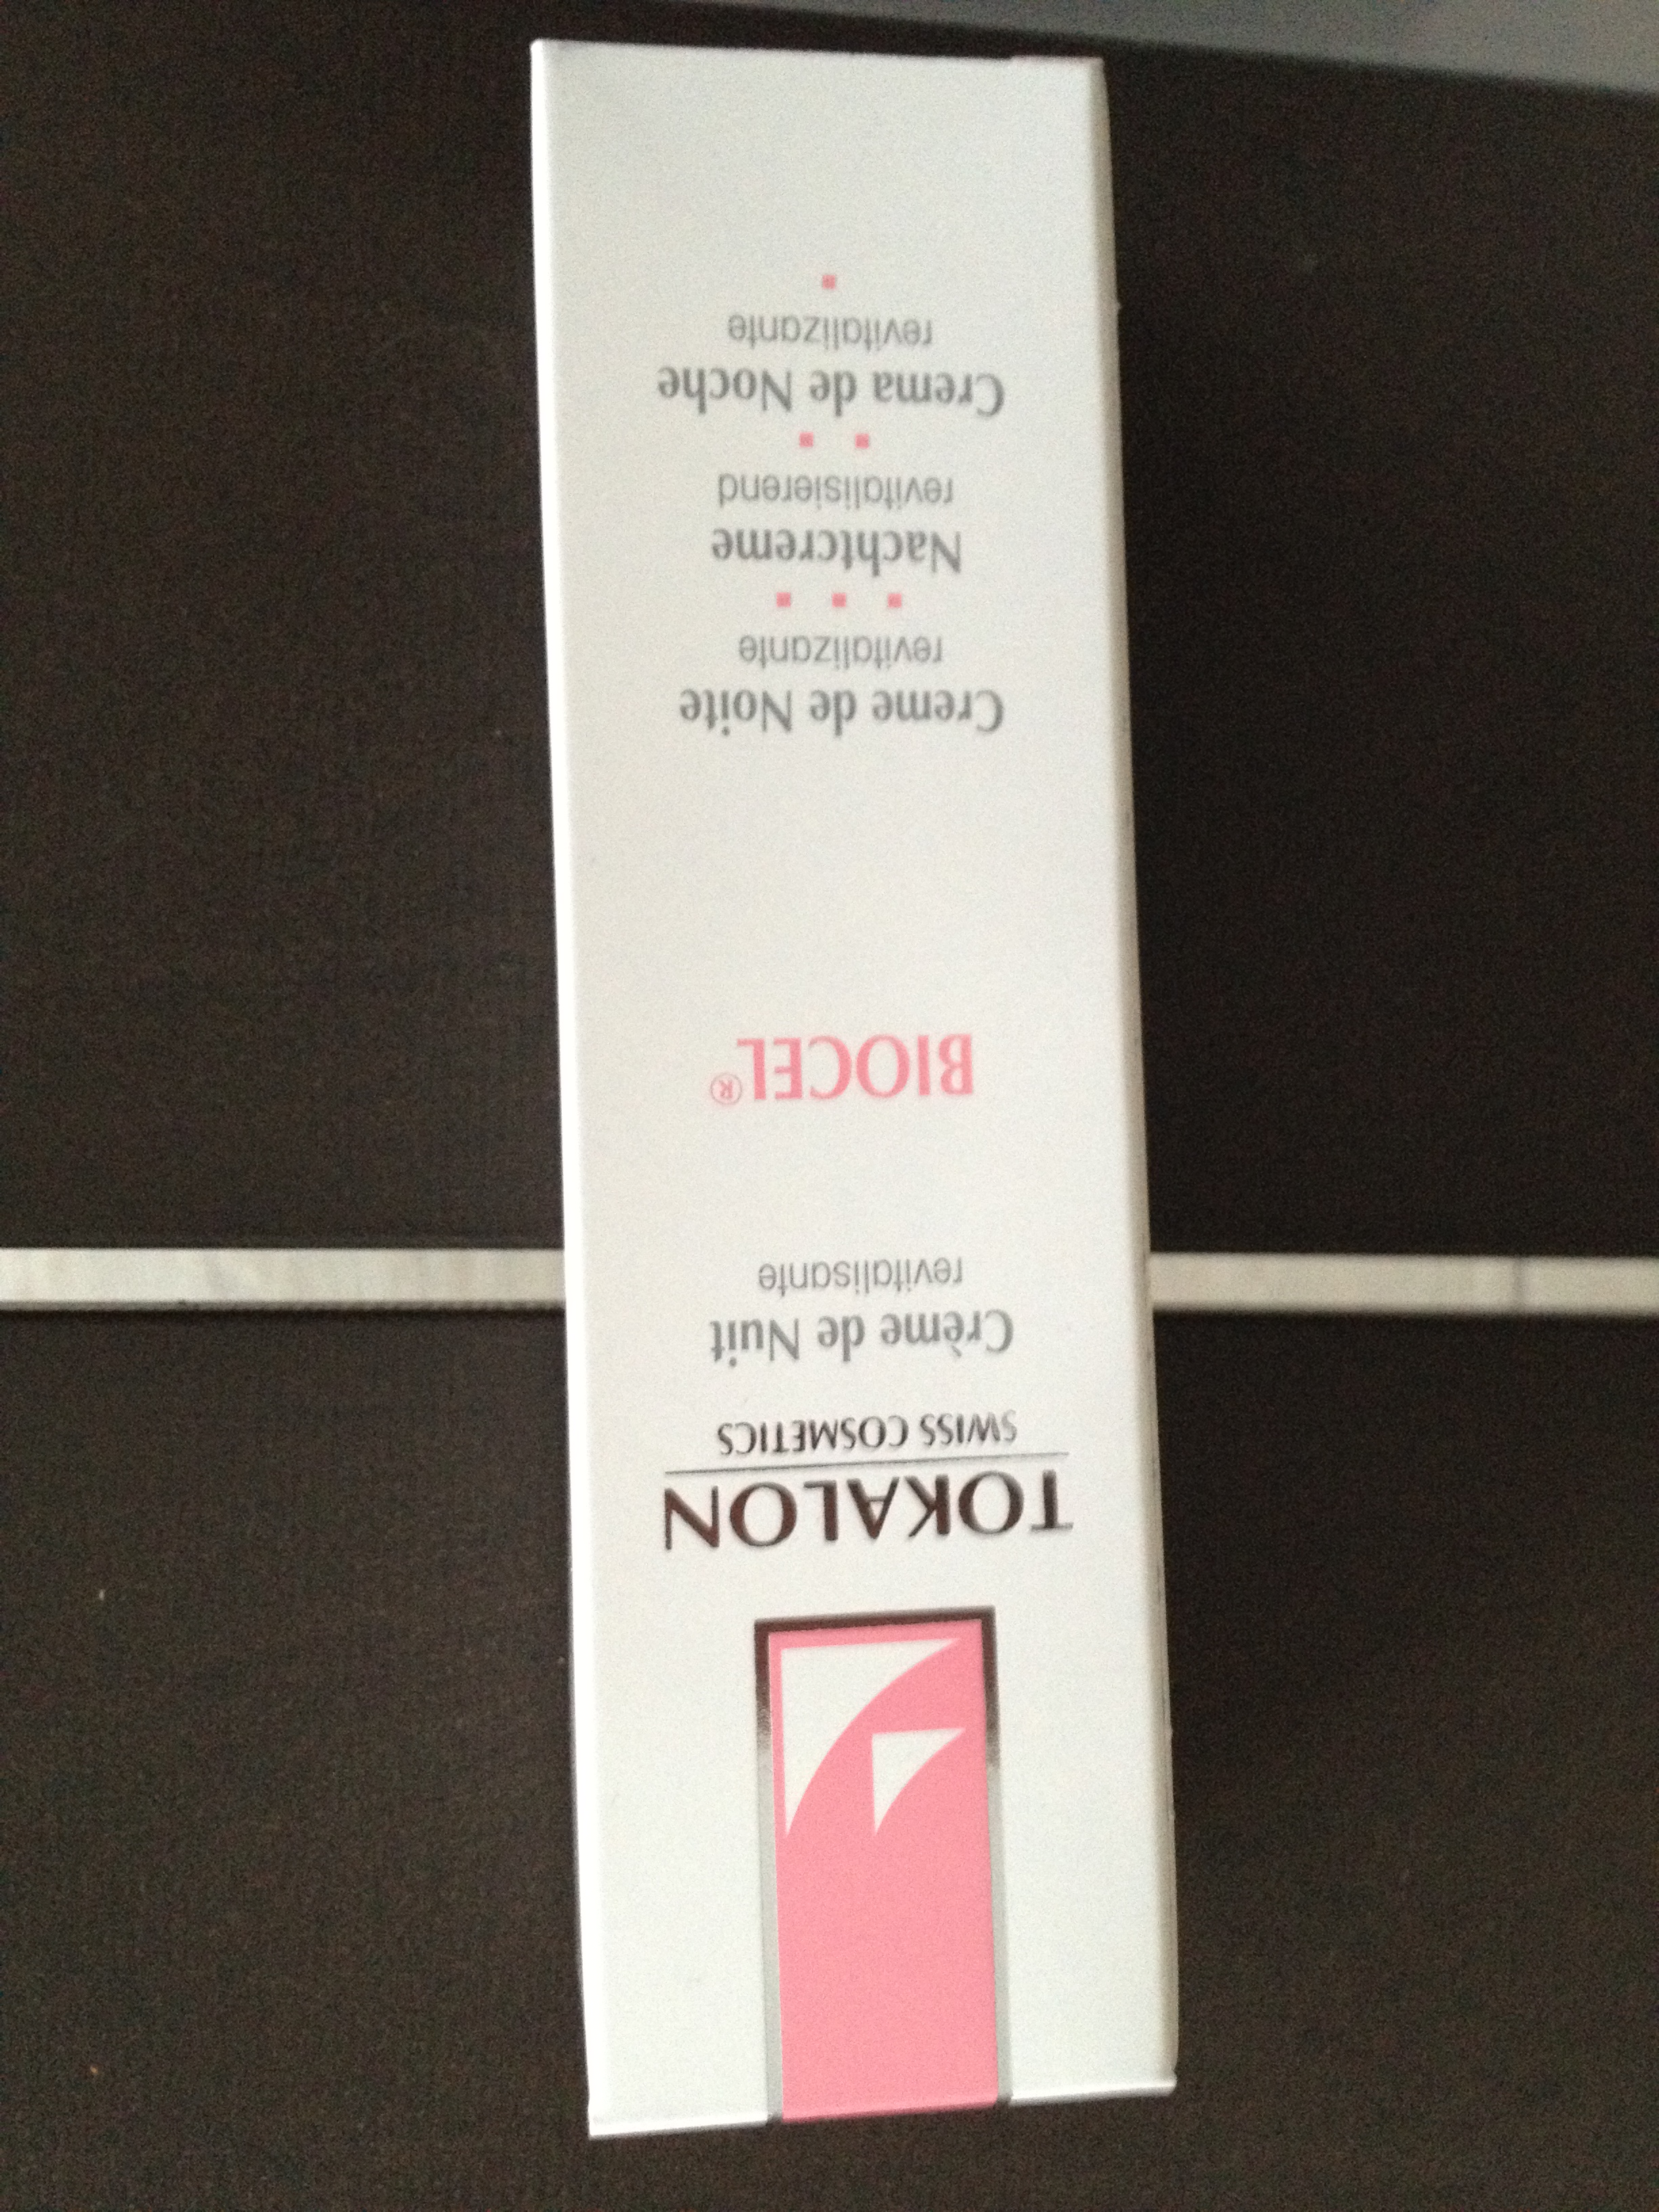 TOKALON
SWISS COSMETICS
Crème de Nuit
revitalisante
BIOCEL®
Creme de Noite
revitalizante
Nachtcreme
revitalisierend
Crema de Noche
revitalizante